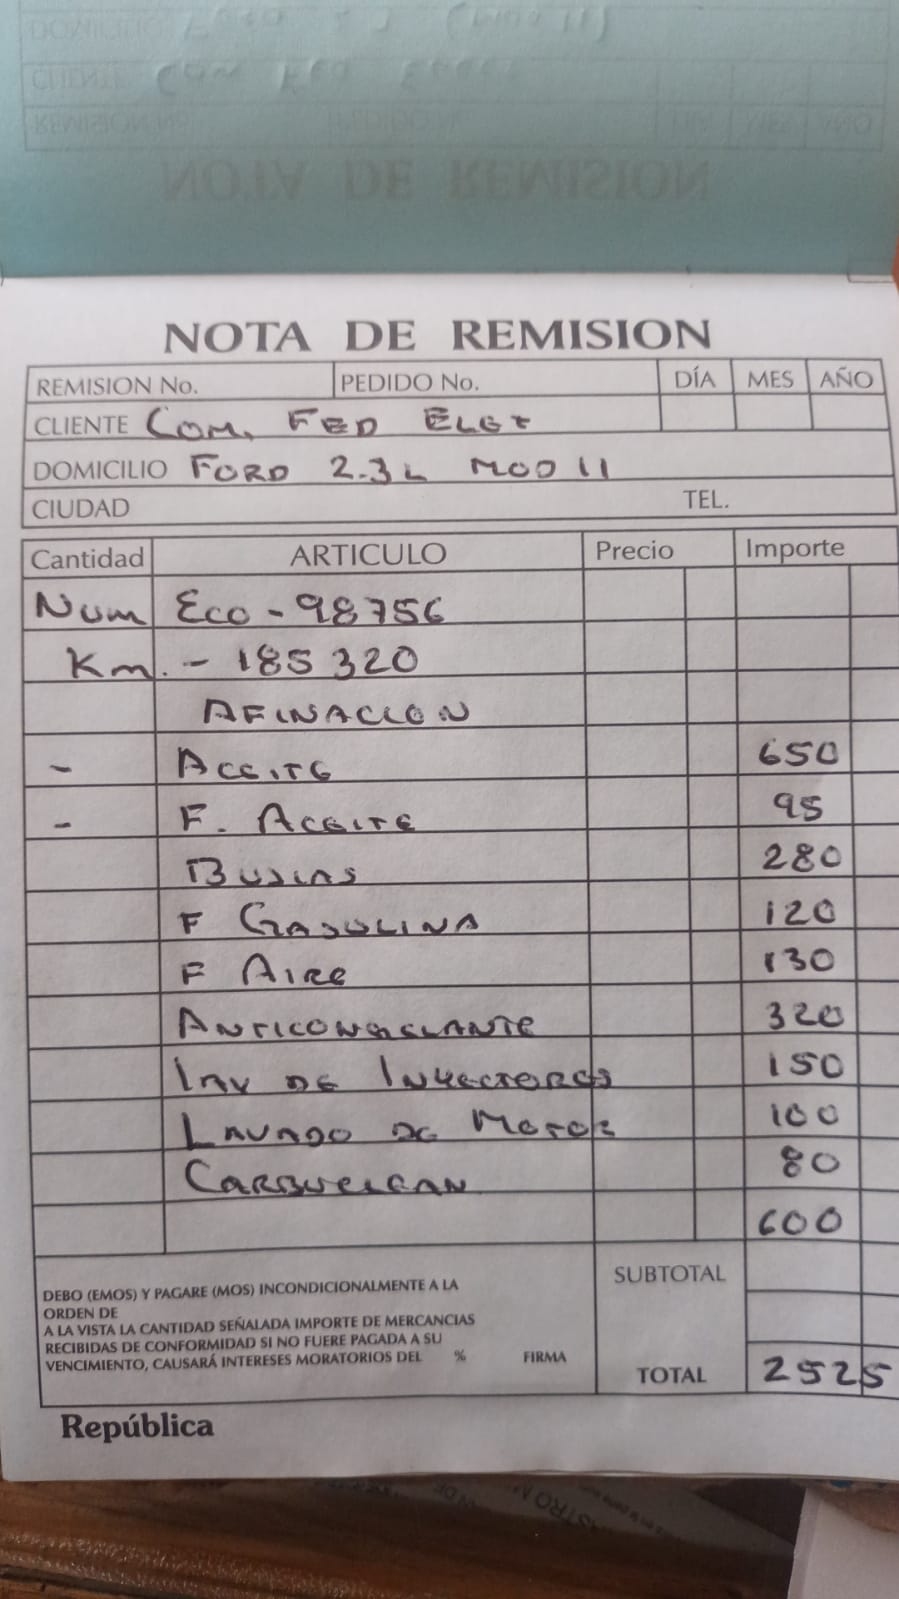 NOTA DE REMISION
REMISION No. PEDIDO No. DÍA MES AÑO
CLIENTE COM. FED ELET
DOMICILIO FORD 2.3L MOD 11
CIUDAD TEL.
Cantidad ARTICULO Precio Importe
NUM ECO - 98756
Km. - 185 320
AFINACION
- ACEITE 650
- F. ACEITE 95
BUJIAS 280
F GASOLINA 120
F AIRE 130
ANTICONGELANTE 320
LAV DE INYECTORES 150
LAVADO DE MOTOR 100
CARBUCLEAN 80
600
SUBTOTAL
DEBO (EMOS) Y PAGARE (MOS) INCONDICIONALMENTE A LA
ORDEN DE
A LA VISTA LA CANTIDAD SEÑALADA IMPORTE DE MERCANCIAS
RECIBIDAS DE CONFORMIDAD SI NO FUERE PAGADA A SU
VENCIMIENTO, CAUSARÁ INTERESES MORATORIOS DEL % FIRMA
TOTAL 2525
República